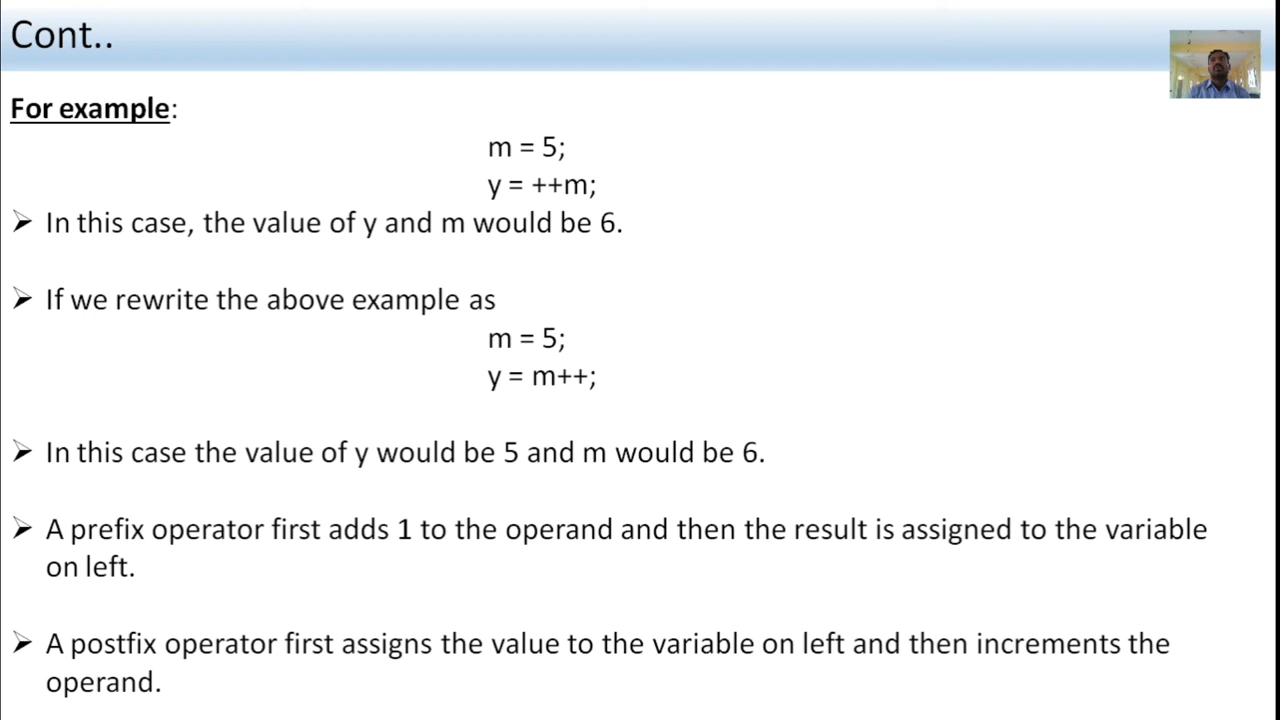 Cont..
For example:
m = 5;
y = ++m;
➢ In this case, the value of y and m would be 6.
➢ If we rewrite the above example as
m = 5;
y = m++;
➢ In this case the value of y would be 5 and m would be 6.
➢ A prefix operator first adds 1 to the operand and then the result is assigned to the variable
on left.
➢ A postfix operator first assigns the value to the variable on left and then increments the
operand.